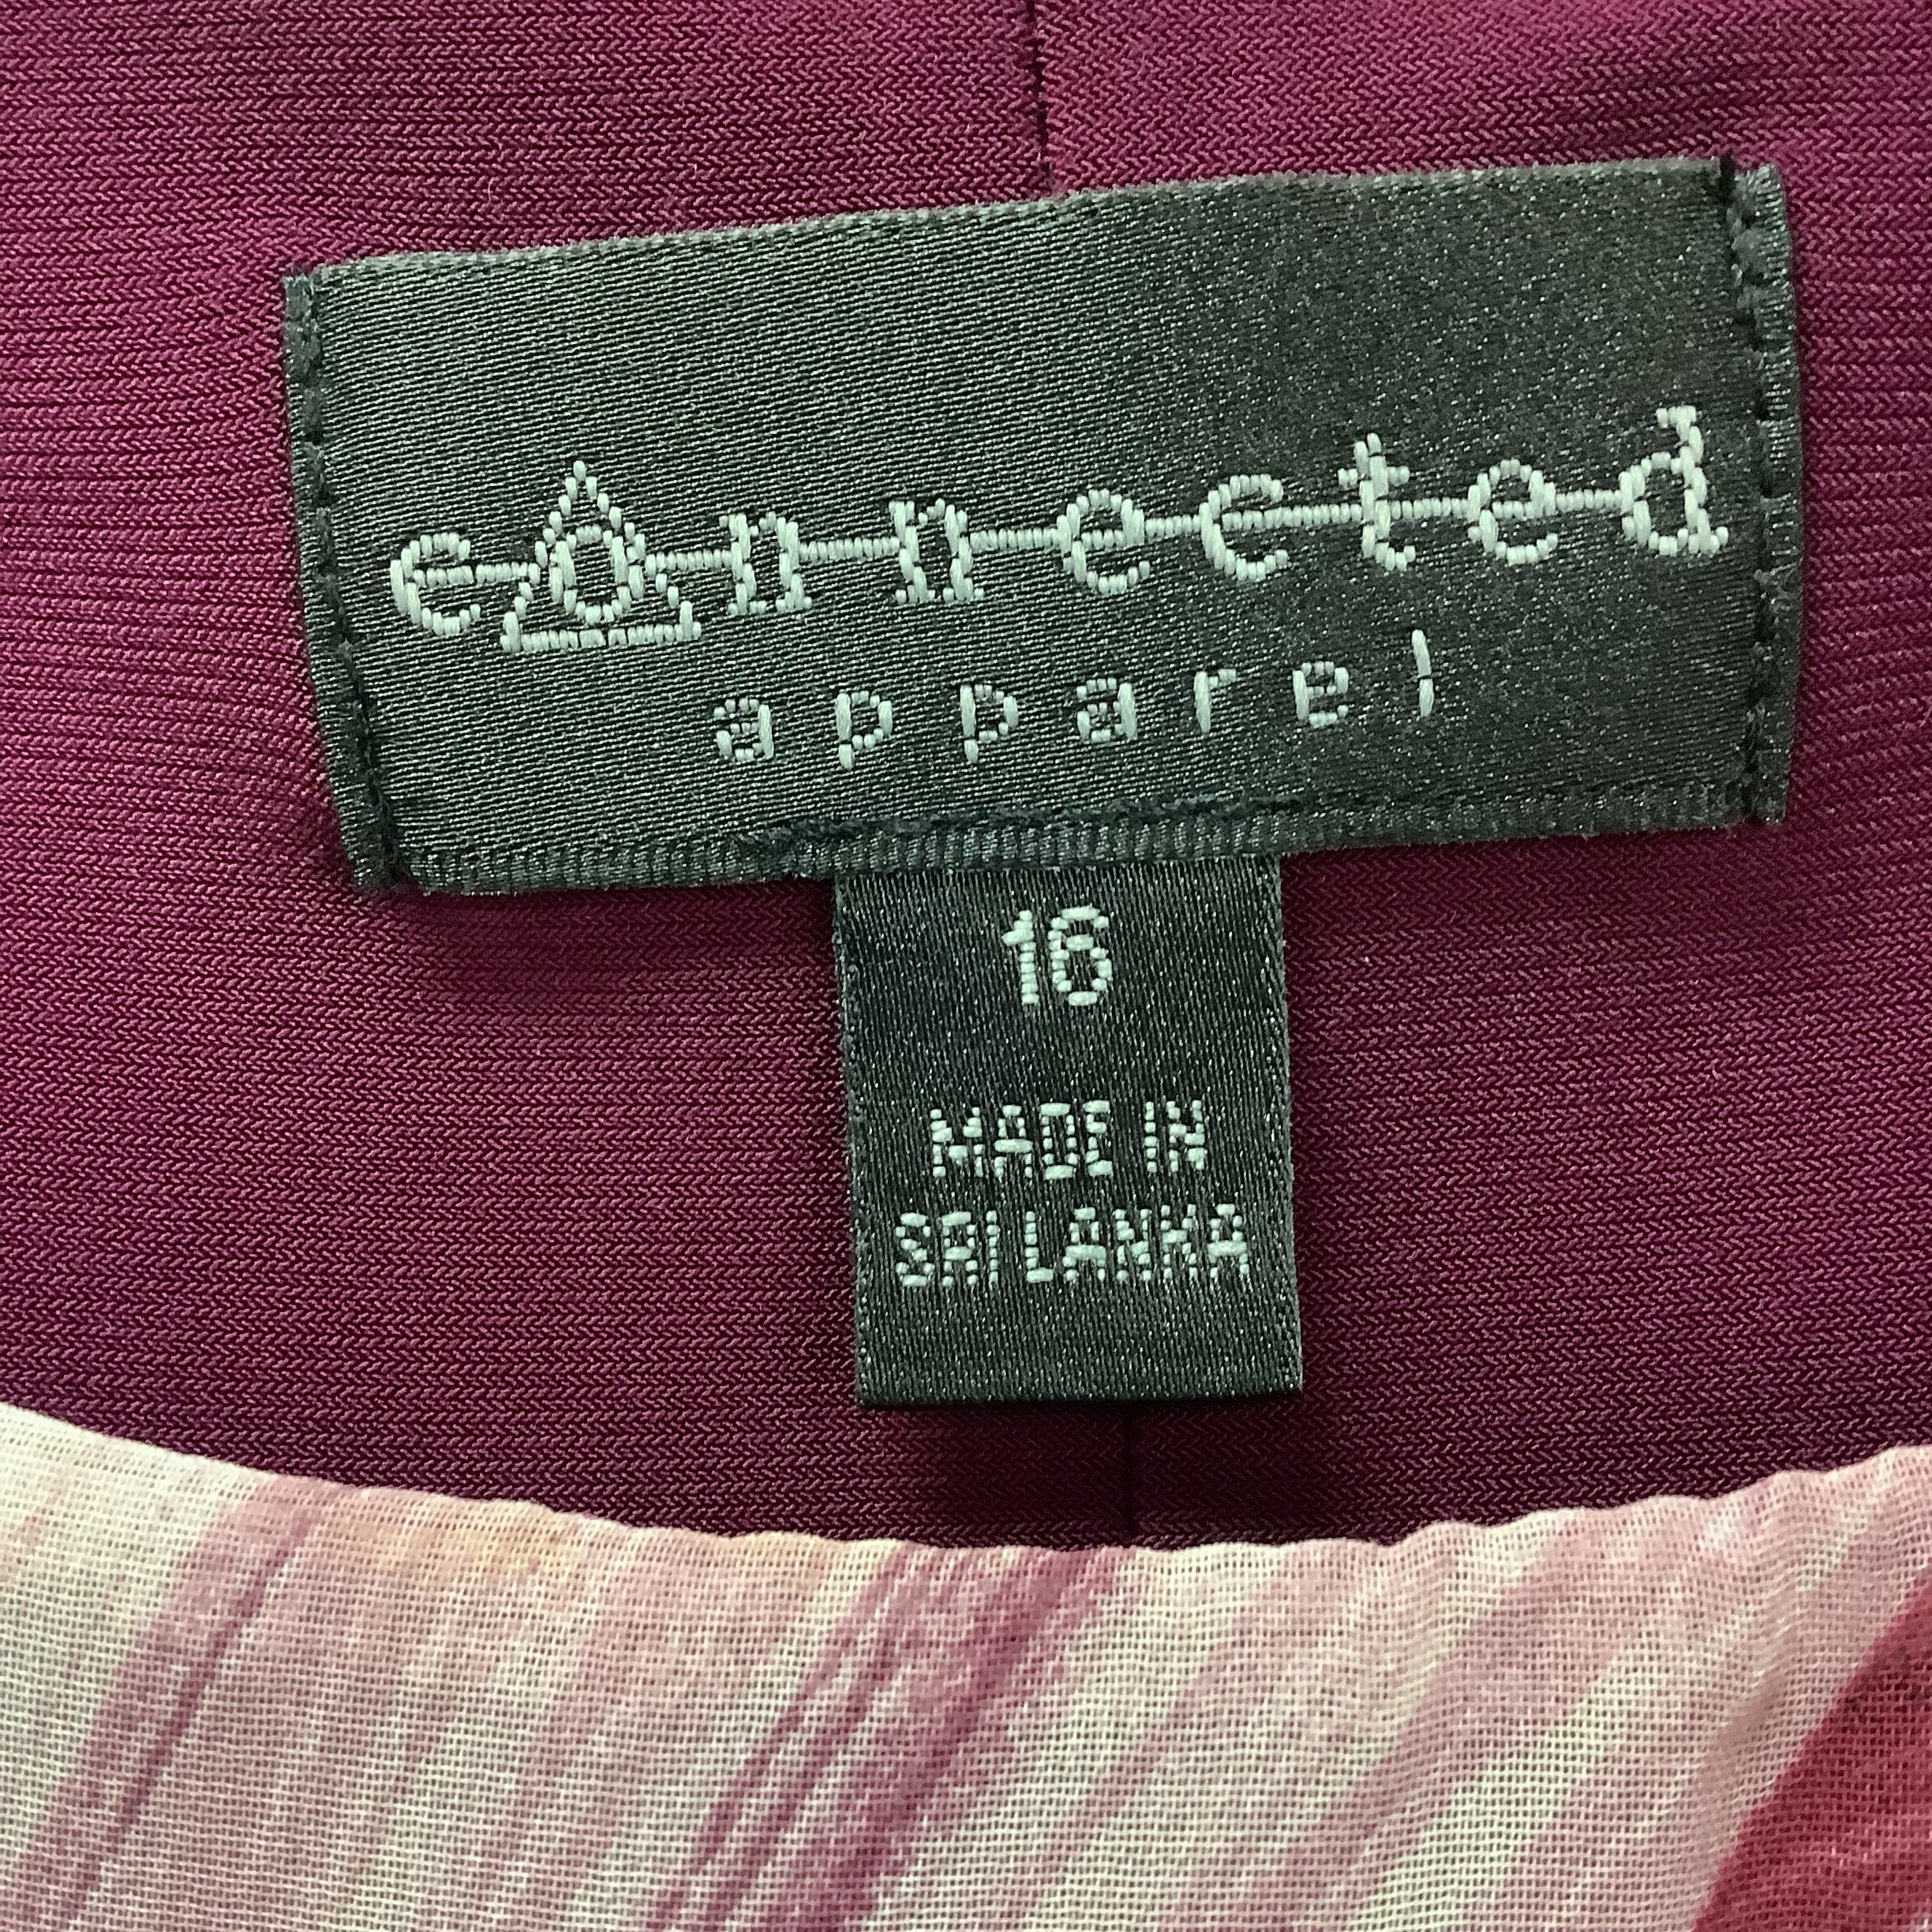 connected
apparel
16
MADE IN
SRI LANKA